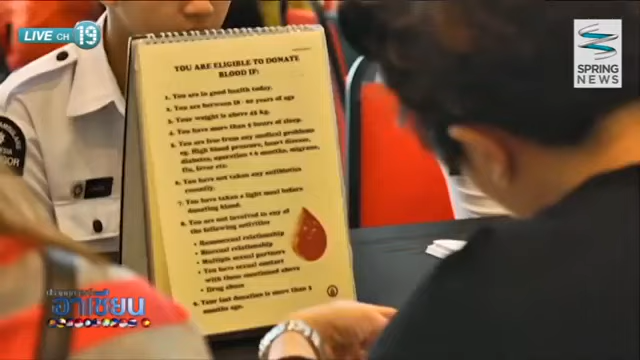 LIVE CH 19
SPRING
NEWS
YOU ARE ELIGIBLE TO DONATE
BLOOD IF:
1. You are in good health today.
2. You are between 18 - 60 years of age
3. Your weight is above 45kg.
4. You have more than 5 hours of sleep.
5. You are free from any medical problems
eg. High blood pressure, heart disease,
diabetes, operation < 6 months, migrane,
flu, fever etc.
6. You have not taken any antibiotics
recently.
7. You have taken a light meal before
donating blood.
8. You are not involved in any of
the following activities
• Homosexual relationship
• Bisexual relationship
• Multiple sexual partners
• You have sexual contact
with those mentioned above
• Drug abuse
9. Your last donation is more than 3
months ago.
อาเซียน